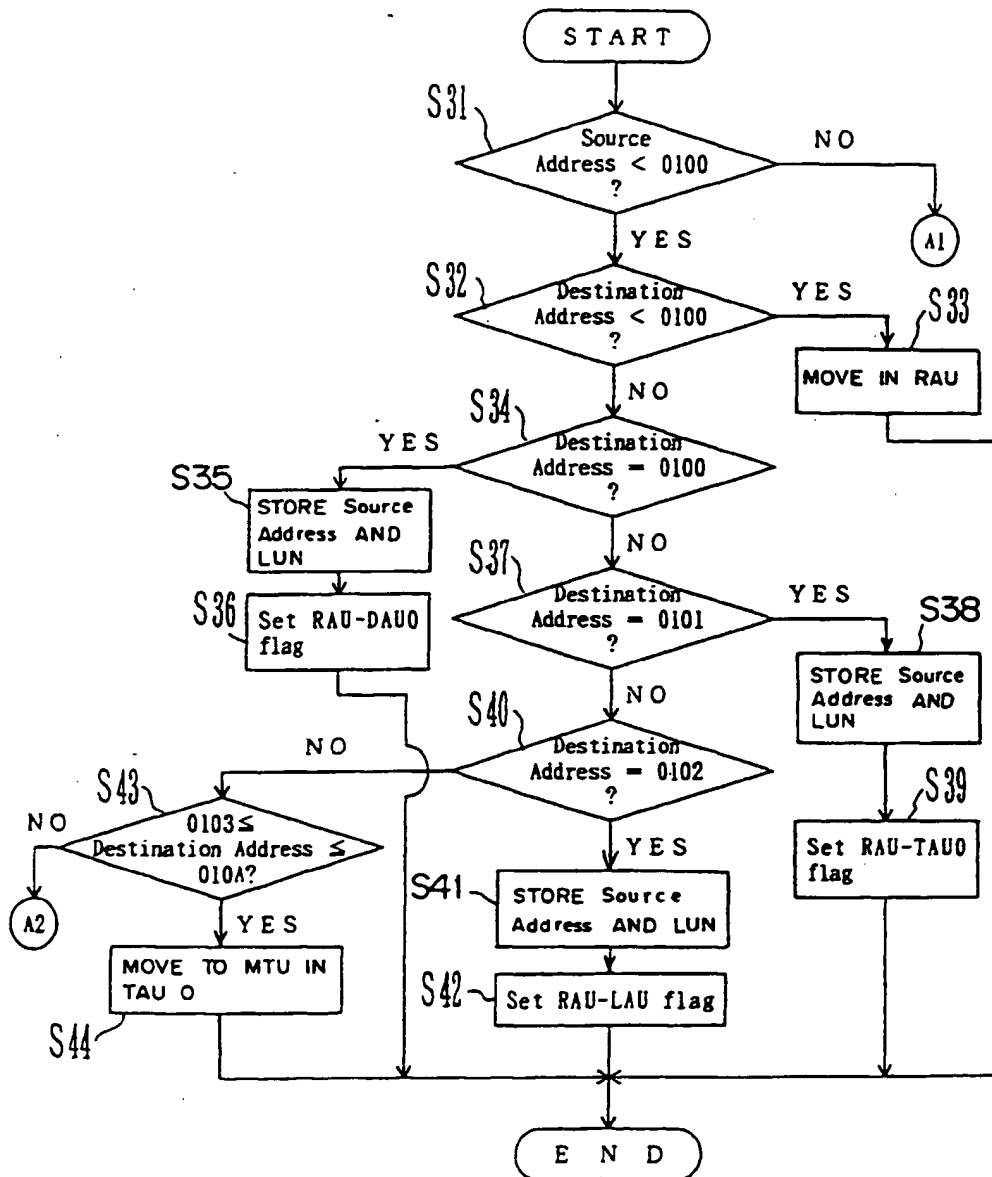 START
S31
Source
Address < 0100
?
NO
A1
YES
S32
Destination
Address < 0100
?
YES
S33
MOVE IN RAU
NO
S34
Destination
Address = 0100
?
YES
S35
STORE Source
Address AND
LUN
S36
Set RAU-DAU0
flag
NO
S37
Destination
Address = 0101
?
YES
S38
STORE Source
Address AND
LUN
S39
Set RAU-TAU0
flag
NO
S40
Destination
Address = 0102
?
NO
S43
0103≤
Destination Address ≤
010A?
NO
A2
YES
S44
MOVE TO MTU IN
TAU O
YES
S41
STORE Source
Address AND LUN
S42
Set RAU-LAU flag
END